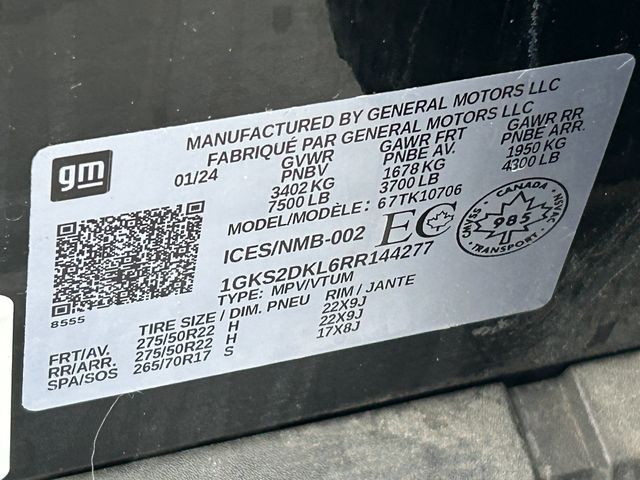 gm
MANUFACTURED BY GENERAL MOTORS LLC
FABRIQUÉ PAR GENERAL MOTORS LLC
01/24 GVWR GAWR FRT GAWR RR
PNBV PNBE AV. PNBE ARR.
3402 KG 1678 KG 1950 KG
7500 LB 3700 LB 4300 LB
MODEL/MODÈLE: 67TK10706
ICES/NMB-002 EC
CANADA
985
CMVSS NSVAC
TRANSPORT
1GKS2DKL6RR144277
TYPE: MPV/VTUM
8555
TIRE SIZE / DIM. PNEU RIM / JANTE
FRT/AV. 275/50R22 H 22X9J
RR/ARR. 275/50R22 H 22X9J
SPA/SOS 265/70R17 S 17X8J